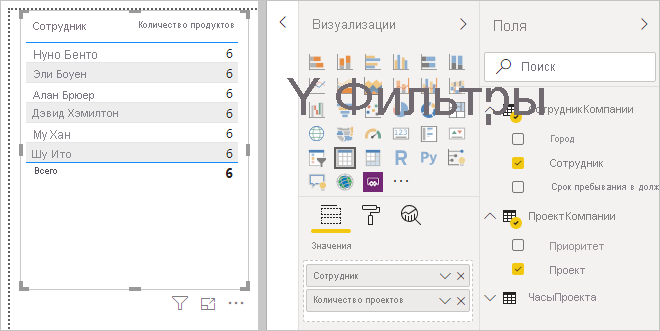 Сотрудник Количество продуктов
Нуно Бенто 6
Эли Боуен 6
Алан Брюер 6
Дэвид Хэмилтон 6
Му Хан 6
Шу Ито 6
Всего 6
Визуализации
Y Фильтры
R Py
123
Значения
Сотрудник
Количество проектов
Поля
Поиск
СотрудникКомпании
Город
Сотрудник
Срок пребывания в долж
ПроектКомпании
Приоритет
Проект
ЧасыПроекта